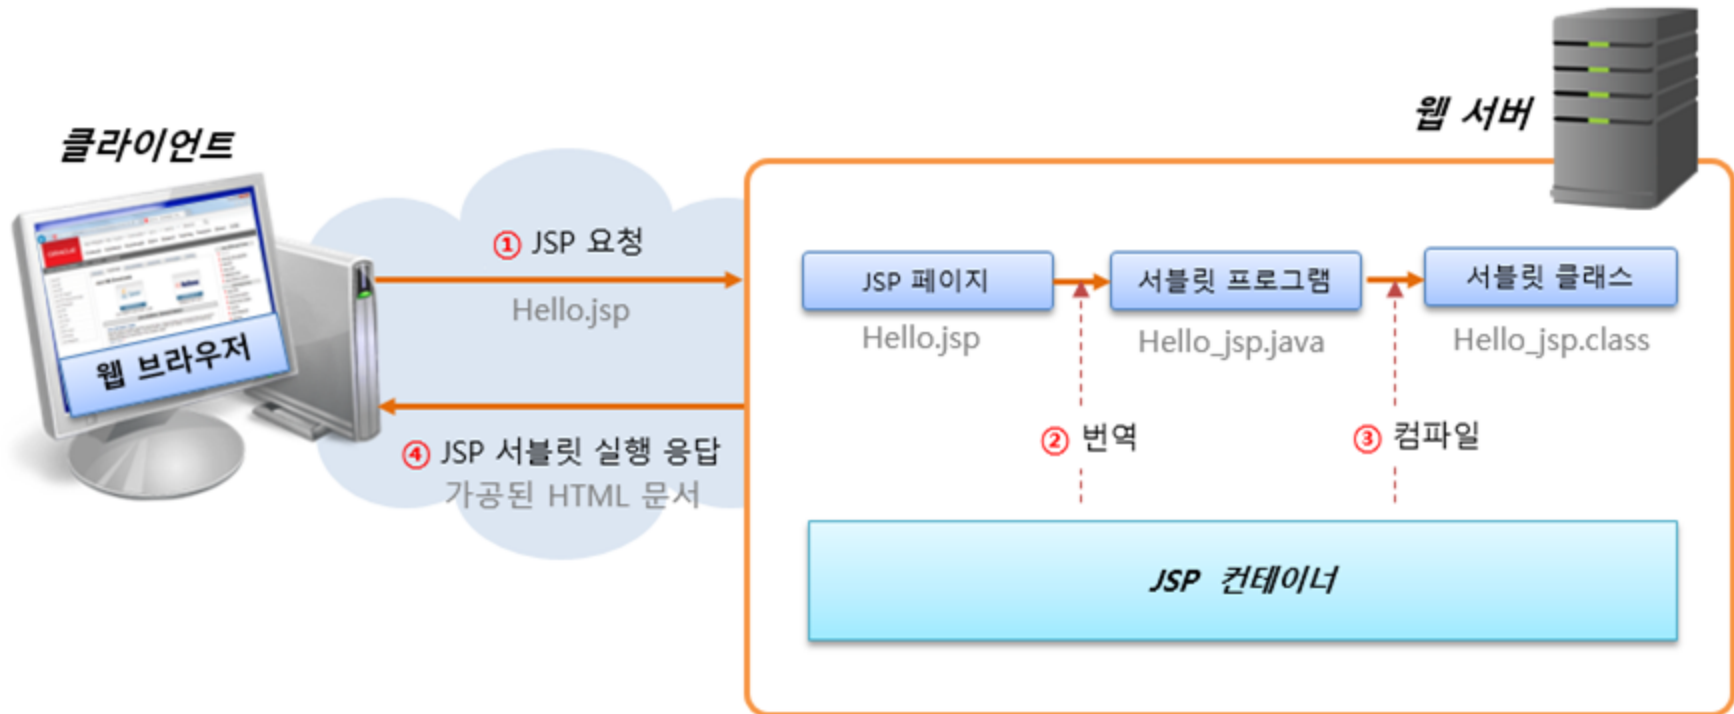 클라이언트
웹 서버
웹 브라우저
① JSP 요청
Hello.jsp
④ JSP 서블릿 실행 응답
가공된 HTML 문서
JSP 페이지
Hello.jsp
서블릿 프로그램
Hello_jsp.java
서블릿 클래스
Hello_jsp.class
② 번역
③ 컴파일
JSP 컨테이너